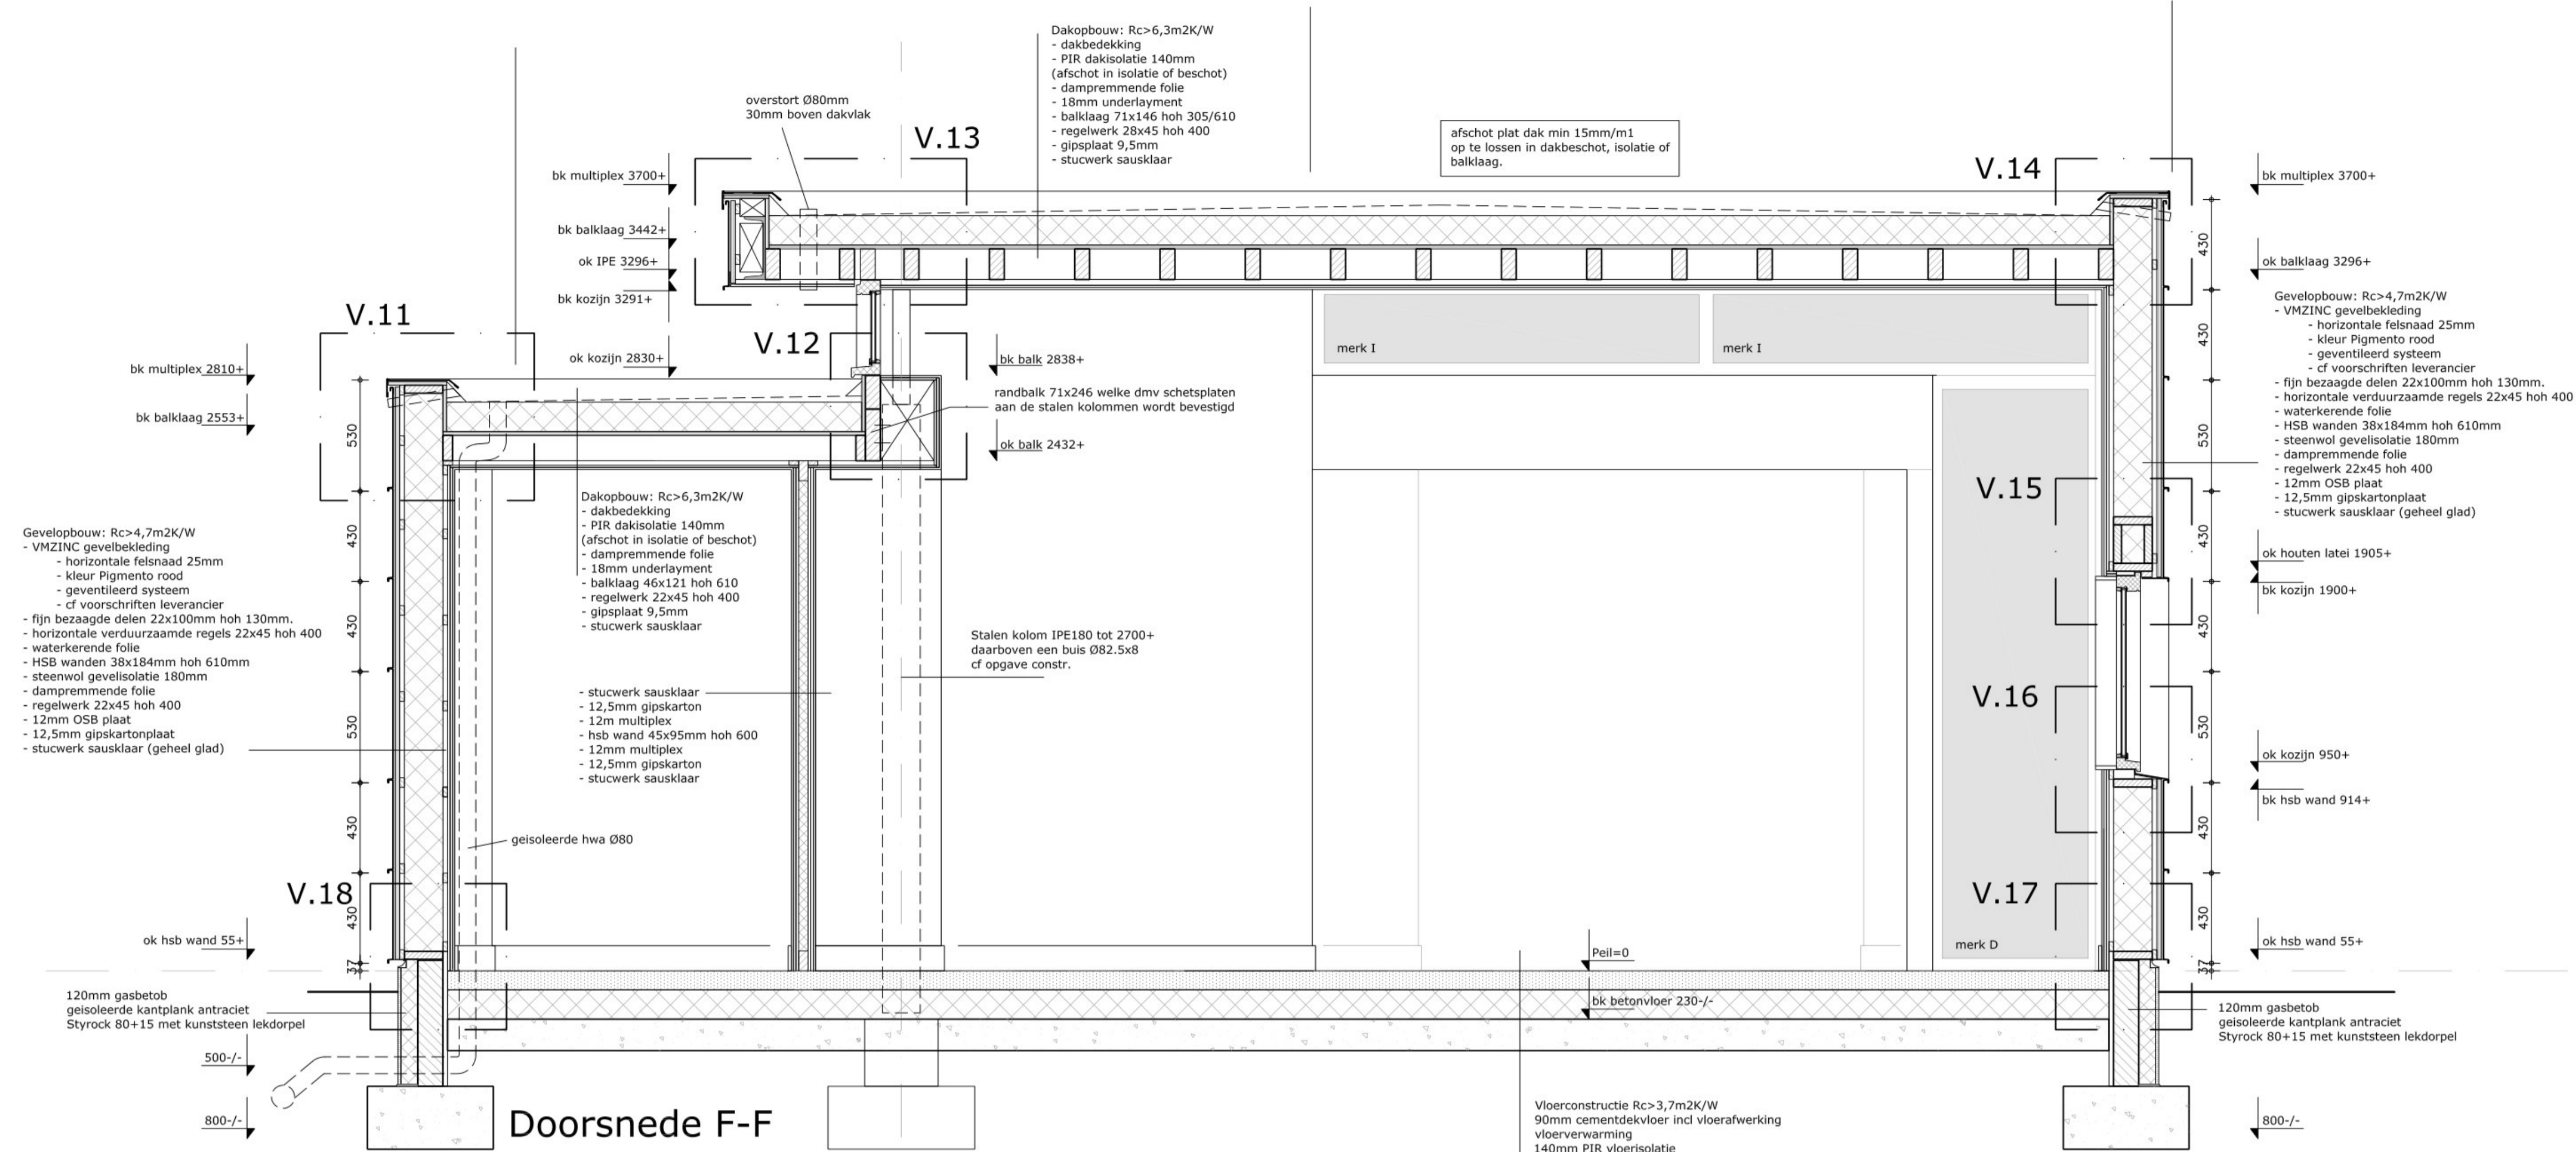 Dakopbouw: Rc>6,3m2K/W
- dakbedekking
- PIR dakisolatie 140mm
(afschot in isolatie of beschot)
- dampremmende folie
- 18mm underlayment
- balklaag 71x146 hoh 305/610
- regelwerk 28x45 hoh 400
- gipsplaat 9,5mm
- stucwerk sausklaar
overstort Ø80mm
30mm boven dakvlak
V.13
afschot plat dak min 15mm/m1
op te lossen in dakbeschot, isolatie of
balklaag.
V.14
bk multiplex 3700+
bk balklaag 3442+
ok IPE 3296+
bk kozijn 3291+
ok kozijn 2830+
bk multiplex 3700+
ok balklaag 3296+
V.11
V.12
bk multiplex 2810+
bk balklaag 2553+
bk balk 2838+
randbalk 71x246 welke dmv schetsplaten
aan de stalen kolommen wordt bevestigd
ok balk 2432+
merk I
merk I
Gevelopbouw: Rc>4,7m2K/W
- VMZINC gevelbekleding
- horizontale felsnaad 25mm
- kleur Pigmento rood
- geventileerd systeem
- cf voorschriften leverancier
- fijn bezaagde delen 22x100mm hoh 130mm.
- horizontale verduurzaamde regels 22x45 hoh 400
- waterkerende folie
- HSB wanden 38x184mm hoh 610mm
- steenwol gevelisolatie 180mm
- dampremmende folie
- regelwerk 22x45 hoh 400
- 12mm OSB plaat
- 12,5mm gipskartonplaat
- stucwerk sausklaar (geheel glad)
Gevelopbouw: Rc>4,7m2K/W
- VMZINC gevelbekleding
- horizontale felsnaad 25mm
- kleur Pigmento rood
- geventileerd systeem
- cf voorschriften leverancier
- fijn bezaagde delen 22x100mm hoh 130mm.
- horizontale verduurzaamde regels 22x45 hoh 400
- waterkerende folie
- HSB wanden 38x184mm hoh 610mm
- steenwol gevelisolatie 180mm
- dampremmende folie
- regelwerk 22x45 hoh 400
- 12mm OSB plaat
- 12,5mm gipskartonplaat
- stucwerk sausklaar (geheel glad)
530
430
430
530
430
430
37
Dakopbouw: Rc>6,3m2K/W
- dakbedekking
- PIR dakisolatie 140mm
(afschot in isolatie of beschot)
- dampremmende folie
- 18mm underlayment
- balklaag 46x121 hoh 610
- regelwerk 22x45 hoh 400
- gipsplaat 9,5mm
- stucwerk sausklaar
Stalen kolom IPE180 tot 2700+
daarboven een buis Ø82.5x8
cf opgave constr.
- stucwerk sausklaar
- 12,5mm gipskarton
- 12m multiplex
- hsb wand 45x95mm hoh 600
- 12mm multiplex
- 12,5mm gipskarton
- stucwerk sausklaar
geisoleerde hwa Ø80
V.15
V.16
V.17
merk D
430
430
530
430
430
530
430
430
37
ok houten latei 1905+
bk kozijn 1900+
ok kozijn 950+
bk hsb wand 914+
ok hsb wand 55+
V.18
ok hsb wand 55+
Peil=0
bk betonvloer 230-/-
120mm gasbetob
geisoleerde kantplank antraciet
Styrock 80+15 met kunststeen lekdorpel
120mm gasbetob
geisoleerde kantplank antraciet
Styrock 80+15 met kunststeen lekdorpel
500-/-
800-/-
800-/-
Doorsnede F-F
Vloerconstructie Rc>3,7m2K/W
90mm cementdekvloer incl vloerafwerking
vloerverwarming
140mm PIR vloerisolatie